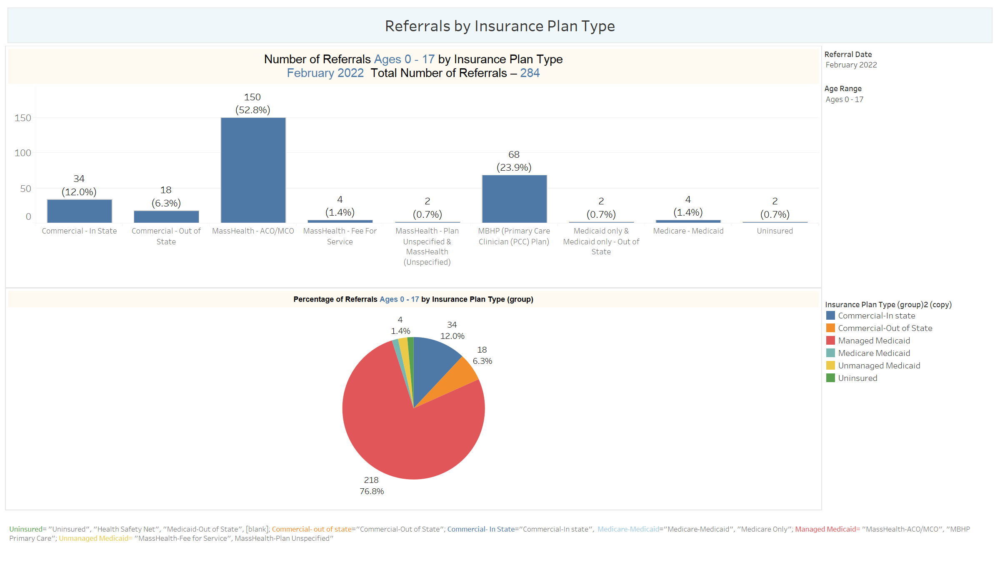 Referrals by Insurance Plan Type
Number of Referrals Ages 0 - 17 by Insurance Plan Type
February 2022  Total Number of Referrals – 284
Referral Date
February 2022
Age Range
Ages 0 - 17
150
100
50
0
34
(12.0%)
18
(6.3%)
150
(52.8%)
4
(1.4%)
2
(0.7%)
68
(23.9%)
2
(0.7%)
4
(1.4%)
2
(0.7%)
Commercial - In State
Commercial - Out of
State
MassHealth - ACO/MCO
MassHealth - Fee For
Service
MassHealth - Plan
Unspecified &
MassHealth
(Unspecified)
MBHP (Primary Care
Clinician (PCC) Plan)
Medicaid only &
Medicaid only - Out of
State
Medicare - Medicaid
Uninsured
Percentage of Referrals Ages 0 - 17 by Insurance Plan Type (group)
4
1.4%
34
12.0%
18
6.3%
218
76.8%
Insurance Plan Type (group)2 (copy)
Commercial-In state
Commercial-Out of State
Managed Medicaid
Medicare Medicaid
Unmanaged Medicaid
Uninsured
Uninsured= "Uninsured", "Health Safety Net", "Medicaid-Out of State", [blank]; Commercial- out of state="Commercial-Out of State"; Commercial- In State="Commercial-In state",  Medicare-Medicaid="Medicare-Medicaid", "Medicare Only"; Managed Medicaid= "MassHealth-ACO/MCO", "MBHP
Primary Care"; Unmanaged Medicaid= "MassHealth-Fee for Service", MassHealth-Plan Unspecified"